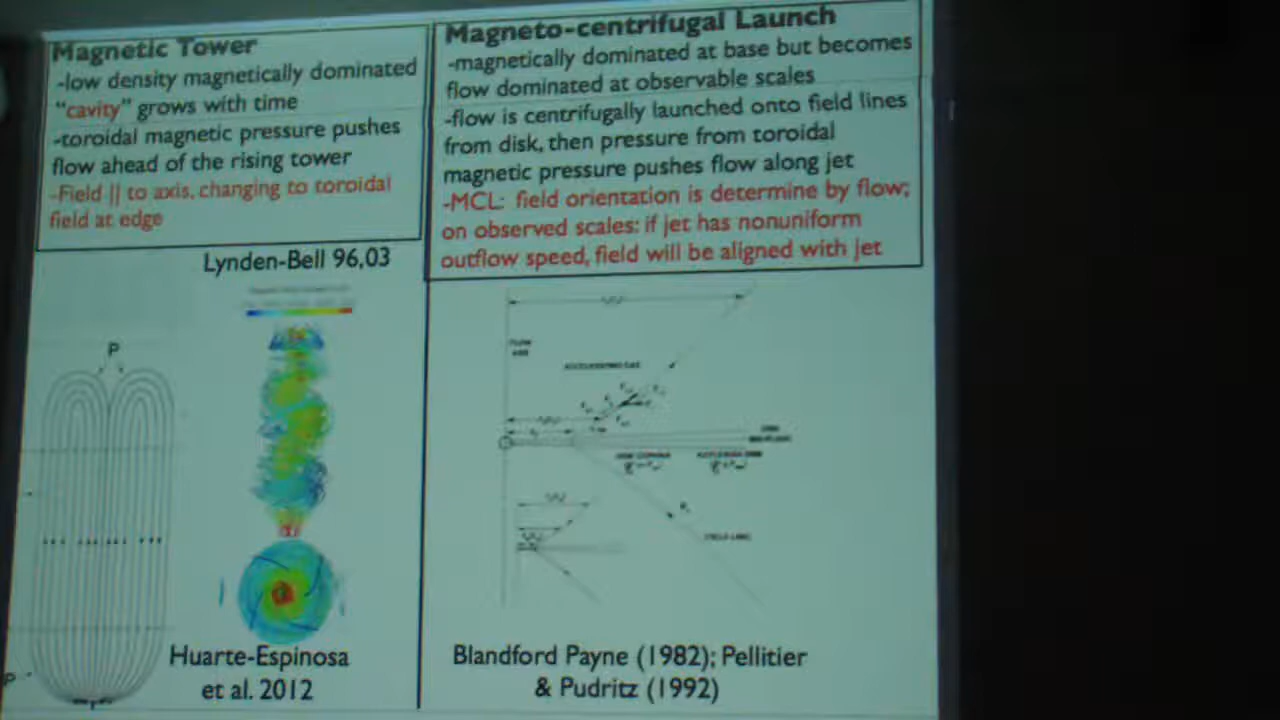 Magnetic Tower
-low density magnetically dominated
"cavity" grows with time
-toroidal magnetic pressure pushes
flow ahead of the rising tower
-Field || to axis, changing to toroidal
field at edge
Lynden-Bell 96,03
P
Huarte-Espinosa
et al. 2012
Magneto-centrifugal Launch
-magnetically dominated at base but becomes
flow dominated at observable scales
-flow is centrifugally launched onto field lines
from disk, then pressure from toroidal
magnetic pressure pushes flow along jet
-MCL: field orientation is determine by flow;
on observed scales: if jet has nonuniform
outflow speed, field will be aligned with jet
FIELD LINE
Blandford Payne (1982); Pellitier
& Pudritz (1992)